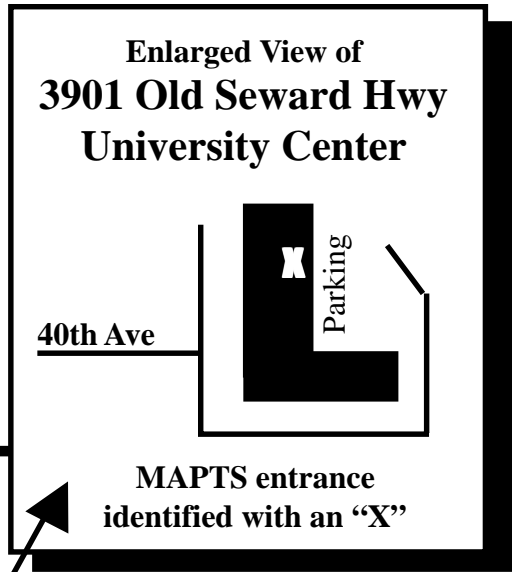 Enlarged View of
3901 Old Seward Hwy
University Center
X
Parking
40th Ave
MAPTS entrance
identified with an “X”